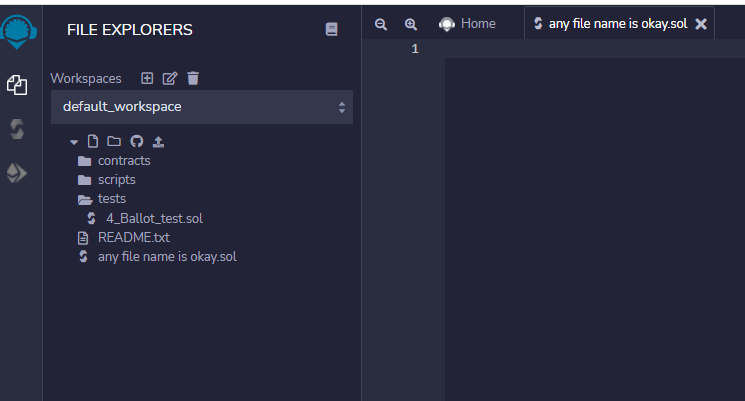 FILE EXPLORERS
Workspaces
default_workspace
contracts
scripts
tests
4_Ballot_test.sol
README.txt
any file name is okay.sol
Home
any file name is okay.sol
1